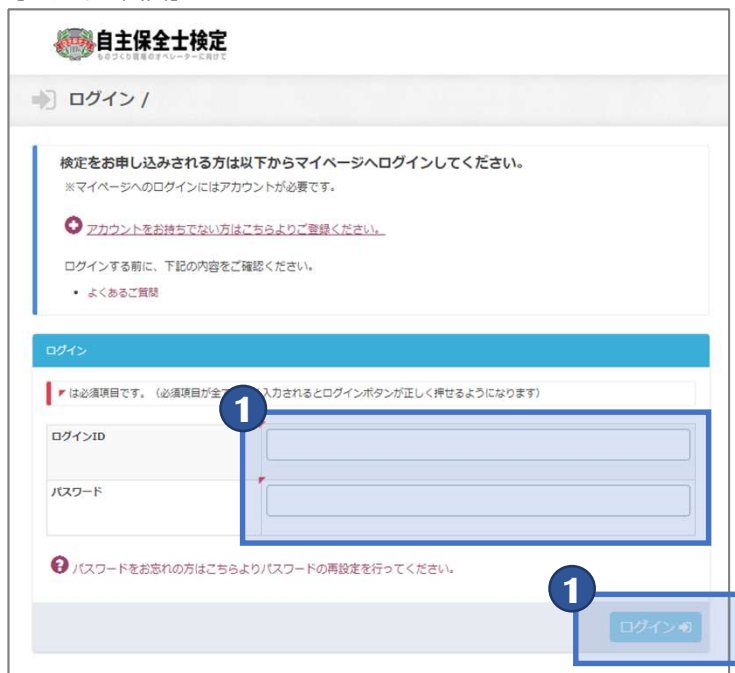 自主保全士検定
ものづくり現場のオペレーターに向けて
ログイン /
検定をお申し込みされる方は以下からマイページへログインしてください。
※マイページへのログインにはアカウントが必要です。
アカウントをお持ちでない方はこちらよりご登録ください。
ログインする前に、下記の内容をご確認ください。
• よくあるご質問
ログイン
は必須項目です。（必須項目が全て 入力されるとログインボタンが正しく押せるようになります）
1
ログインID
パスワード
? パスワードをお忘れの方はこちらよりパスワードの再設定を行ってください。
1
ログイン